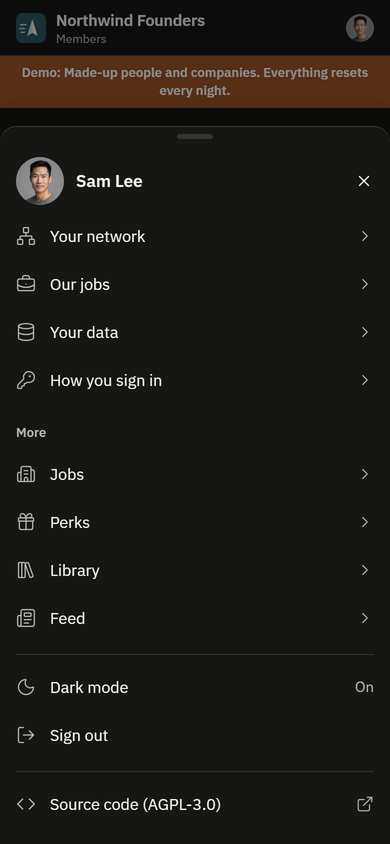 Northwind Founders
Members
Demo: Made-up people and companies. Everything resets
every night.
Sam Lee
Your network
Our jobs
Your data
How you sign in
More
Jobs
Perks
Library
Feed
Dark mode On
Sign out
Source code (AGPL-3.0)